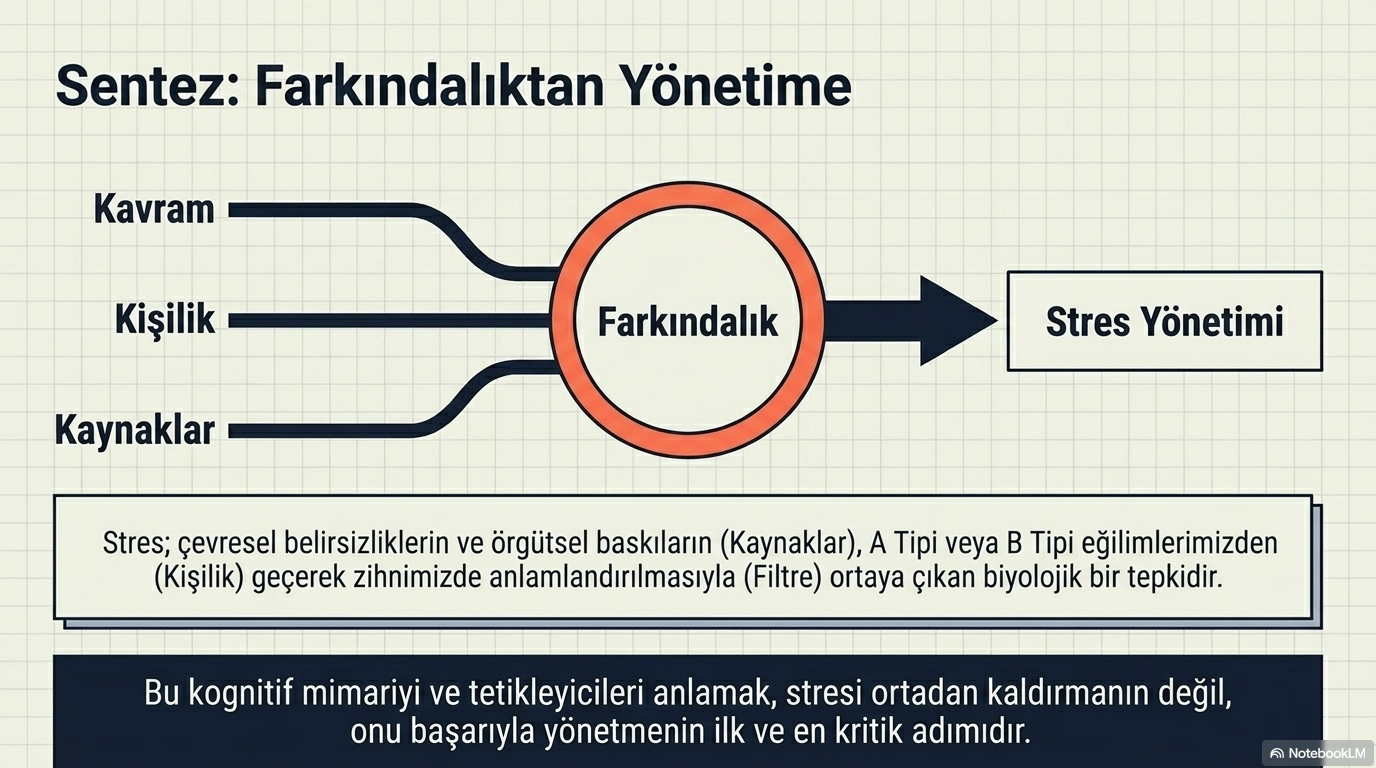 Sentez: Farkındalıktan Yönetime
Kavram
Kişilik
Kaynaklar
Farkındalık
Stres Yönetimi
Stres; çevresel belirsizliklerin ve örgütsel baskıların (Kaynaklar), A Tipi veya B Tipi eğilimlerimizden
(Kişilik) geçerek zihnimizde anlamlandırılmasıyla (Filtre) ortaya çıkan biyolojik bir tepkidir.
Bu kognitif mimariyi ve tetikleyicileri anlamak, stresi ortadan kaldırmanın değil,
onu başarıyla yönetmenin ilk ve en kritik adımıdır.
NotebookLM